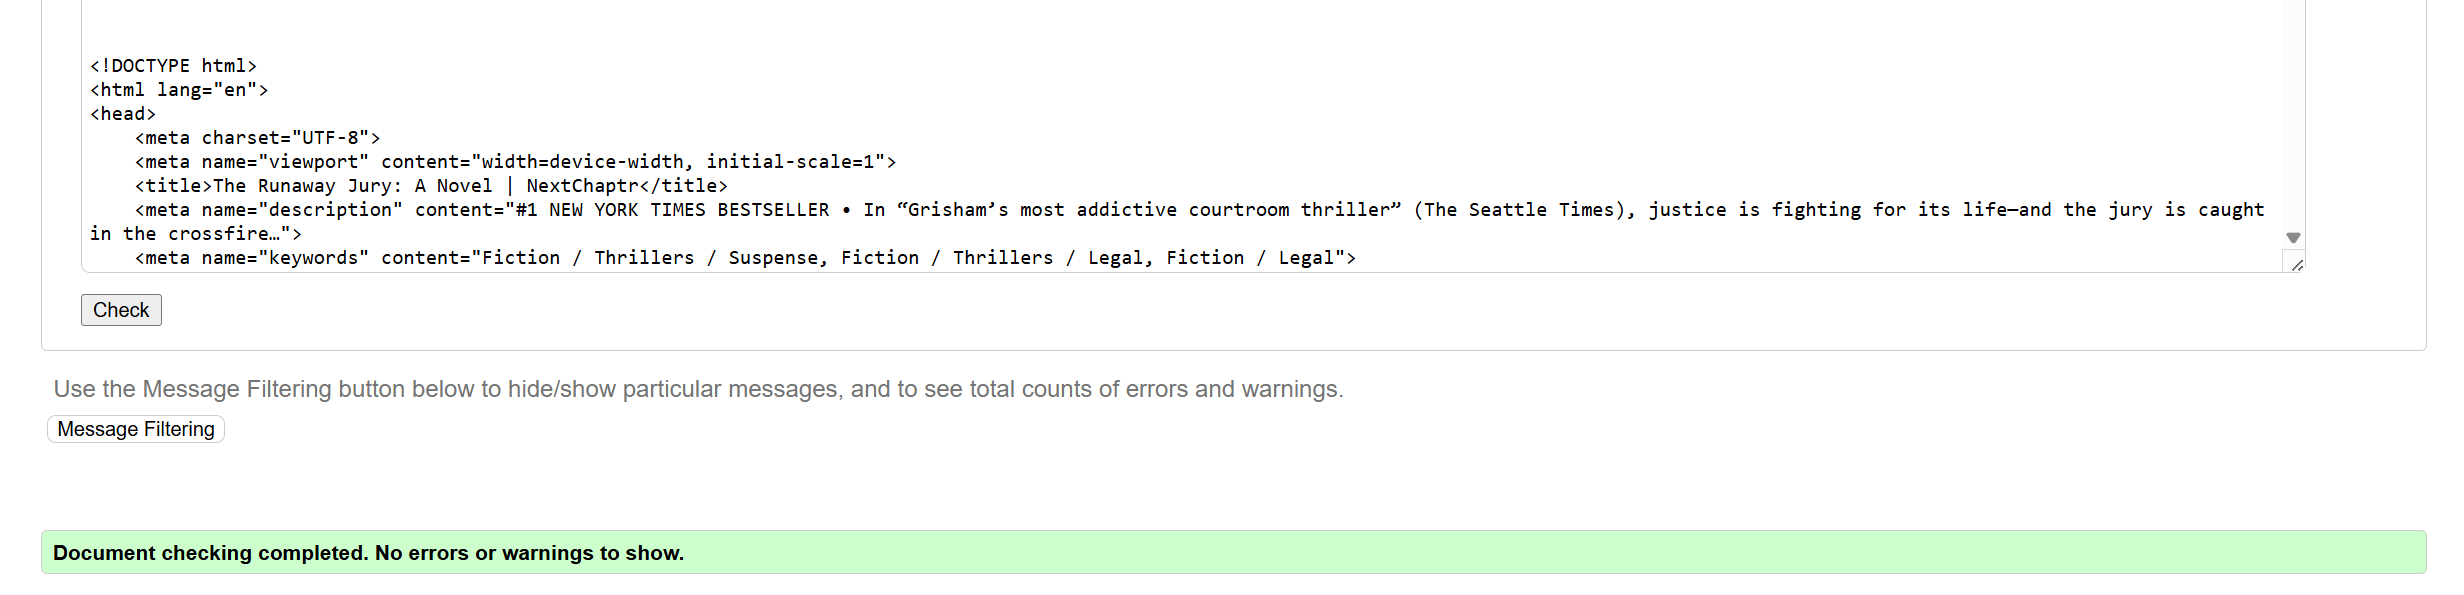 <!DOCTYPE html>
<html lang="en">
<head>
    <meta charset="UTF-8">
    <meta name="viewport" content="width=device-width, initial-scale=1">
    <title>The Runaway Jury: A Novel | NextChaptr</title>
    <meta name="description" content="#1 NEW YORK TIMES BESTSELLER • In “Grisham’s most addictive courtroom thriller” (The Seattle Times), justice is fighting for its life—and the jury is caught
in the crossfire…">
    <meta name="keywords" content="Fiction / Thrillers / Suspense, Fiction / Thrillers / Legal, Fiction / Legal">
Check
Use the Message Filtering button below to hide/show particular messages, and to see total counts of errors and warnings.
Message Filtering
Document checking completed. No errors or warnings to show.